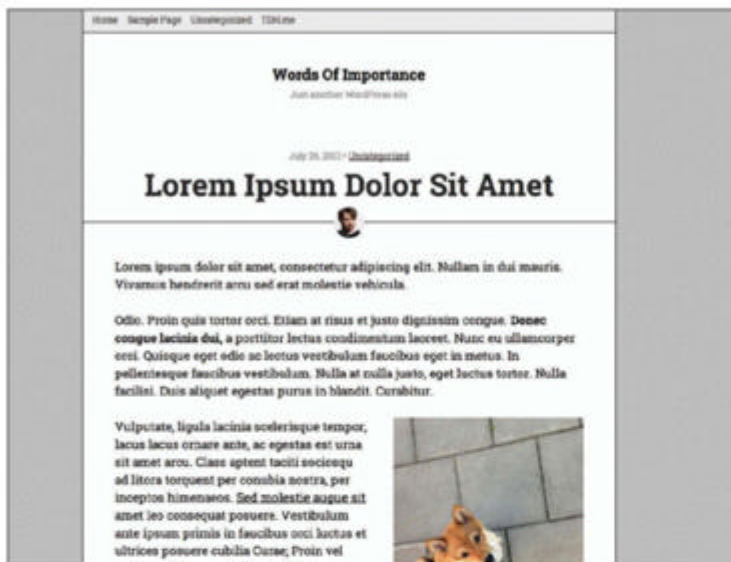 Home Sample Page Uncategorized
Words Of Importance
Just another WordPress site
July 26, 2013 • Uncategorized
Lorem Ipsum Dolor Sit Amet
Lorem ipsum dolor sit amet, consectetur adipiscing elit. Nullam in dui mauris.
Vivamus hendrerit arcu sed erat molestie vehicula.
Odio. Proin quis tortor orci. Etiam at risus et justo dignissim congue. Donec
congue lacinia dui, a porttitor lectus condimentum laoreet. Nunc eu ullamcorper
orci. Quisque eget odio ac lectus vestibulum faucibus eget in metus. In
pellentesque faucibus vestibulum. Nulla at nulla justo, eget luctus tortor. Nulla
facilisi. Duis aliquet egestas purus in blandit. Curabitur.
Vulputate, ligula lacinia scelerisque tempor,
lacus lacus ornare ante, ac egestas est urna
sit amet arcu. Class aptent taciti sociosqu
ad litora torquent per conubia nostra, per
inceptos himenaeos. Sed molestie augue sit
amet leo consequat posuere. Vestibulum
ante ipsum primis in faucibus orci luctus et
ultrices posuere cubilia Curae; Proin vel